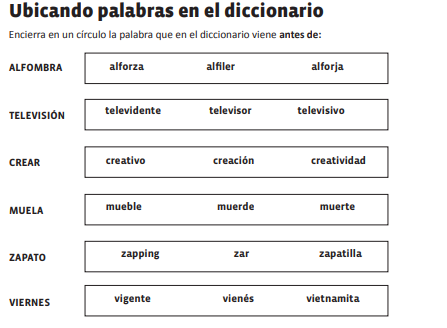 Ubicando palabras en el diccionario
Encierra en un círculo la palabra que en el diccionario viene antes de:
ALFOMBRA alforza alfiler alforja
TELEVISIÓN televidente televisor televisivo
CREAR creativo creación creatividad
MUELA mueble muerde muerte
ZAPATO zapping zar zapatilla
VIERNES vigente vienés vietnamita